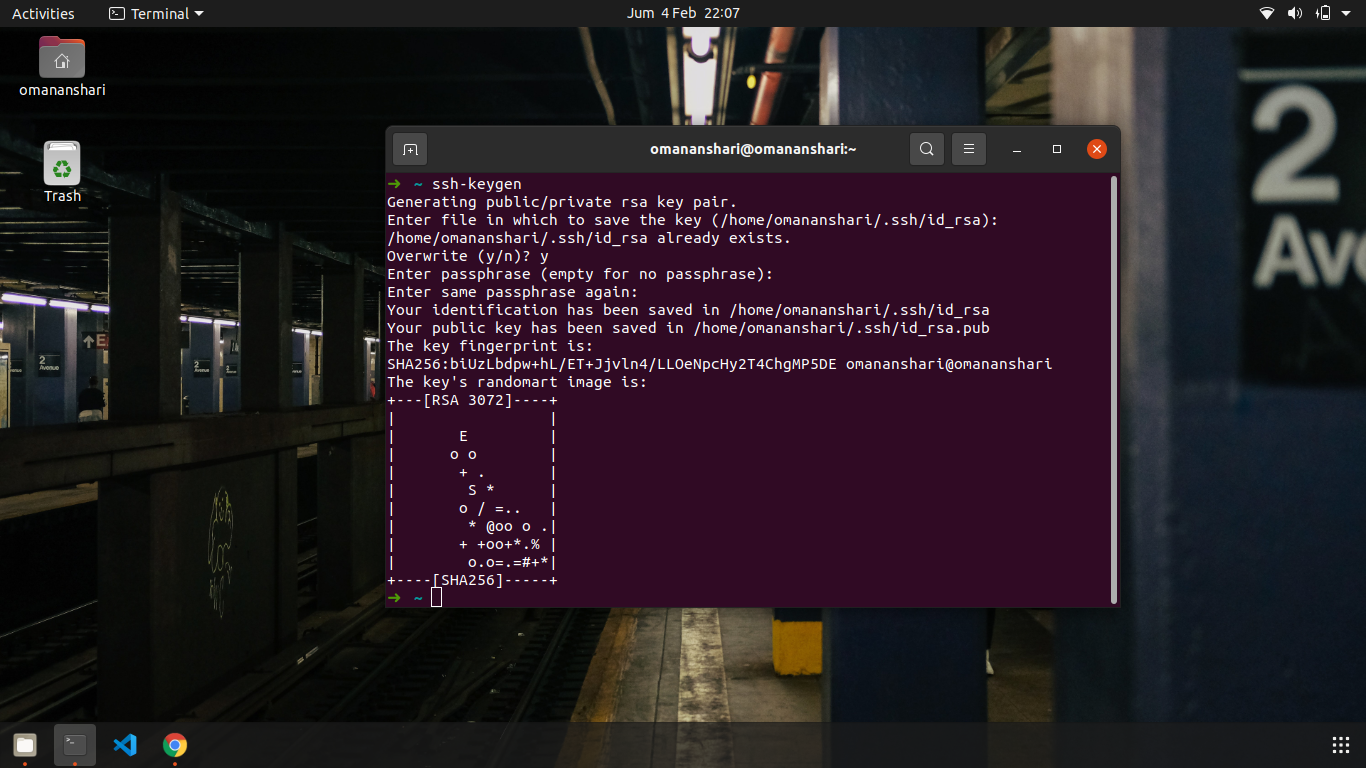 Activities
Terminal
Jum 4 Feb 22:07
omananshari
Trash
omananshari@omananshari:~
➜ ~ ssh-keygen
Generating public/private rsa key pair.
Enter file in which to save the key (/home/omananshari/.ssh/id_rsa):
/home/omananshari/.ssh/id_rsa already exists.
Overwrite (y/n)? y
Enter passphrase (empty for no passphrase):
Enter same passphrase again:
Your identification has been saved in /home/omananshari/.ssh/id_rsa
Your public key has been saved in /home/omananshari/.ssh/id_rsa.pub
The key fingerprint is:
SHA256:biUzLbdpw+hL/ET+Jjvln4/LLOeNpcHy2T4ChgMP5DE omananshari@omananshari
The key's randomart image is:
+---[RSA 3072]----+
|                 |
|       E         |
|      o o        |
|       + .       |
|        S *      |
|       o / =..   |
|        * @oo o .|
|       + +oo+*.% |
|        o.o=.=#+*|
+----[SHA256]-----+
➜ ~
2
Ave
2
Avenue